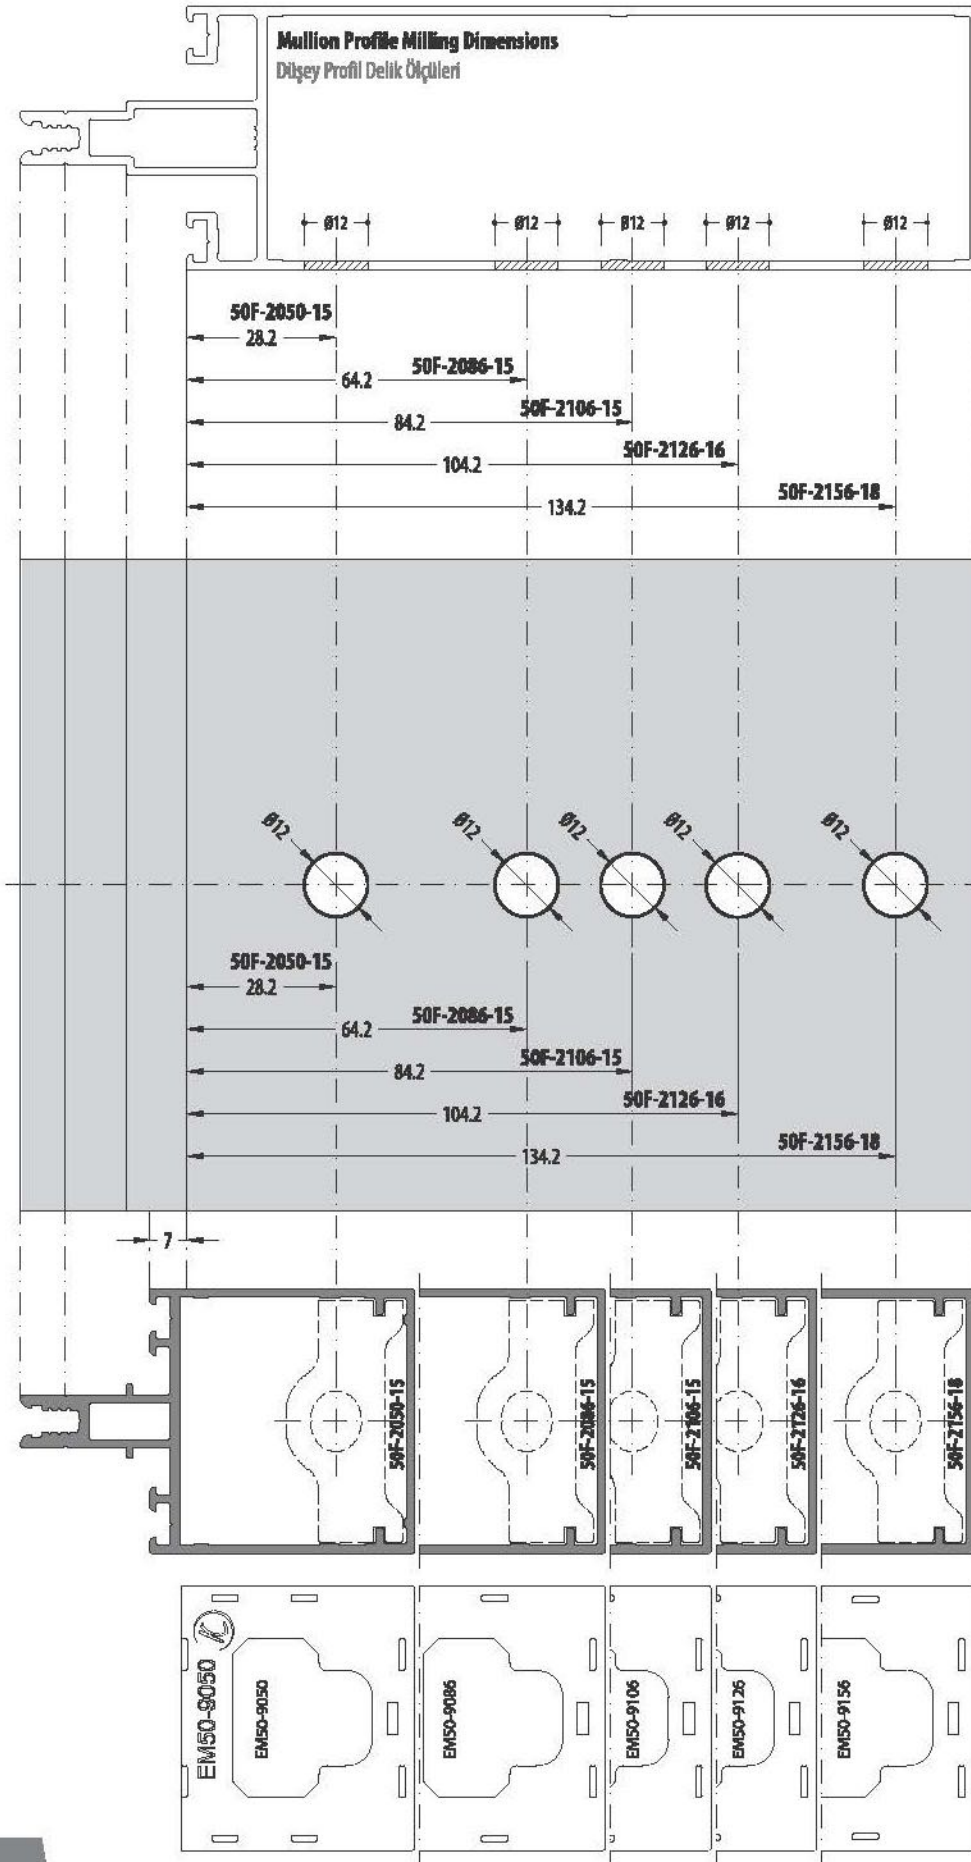 Mullion Profile Milling Dimensions
Düşey Profil Delik Ölçüleri
Ø12 Ø12 Ø12 Ø12 Ø12
50F-2050-15
28.2
50F-2086-15
64.2
50F-2106-15
84.2
50F-2126-16
104.2
50F-2156-18
134.2
Ø12 Ø12 Ø12 Ø12 Ø12
50F-2050-15
28.2
50F-2086-15
64.2
50F-2106-15
84.2
50F-2126-16
104.2
50F-2156-18
134.2
7
50F-2050-15
50F-2086-15
50F-2106-15
50F-2126-16
50F-2156-18
EM50-9050
K
EM50-9050
EM50-9086
EM50-9106
EM50-9126
EM50-9156